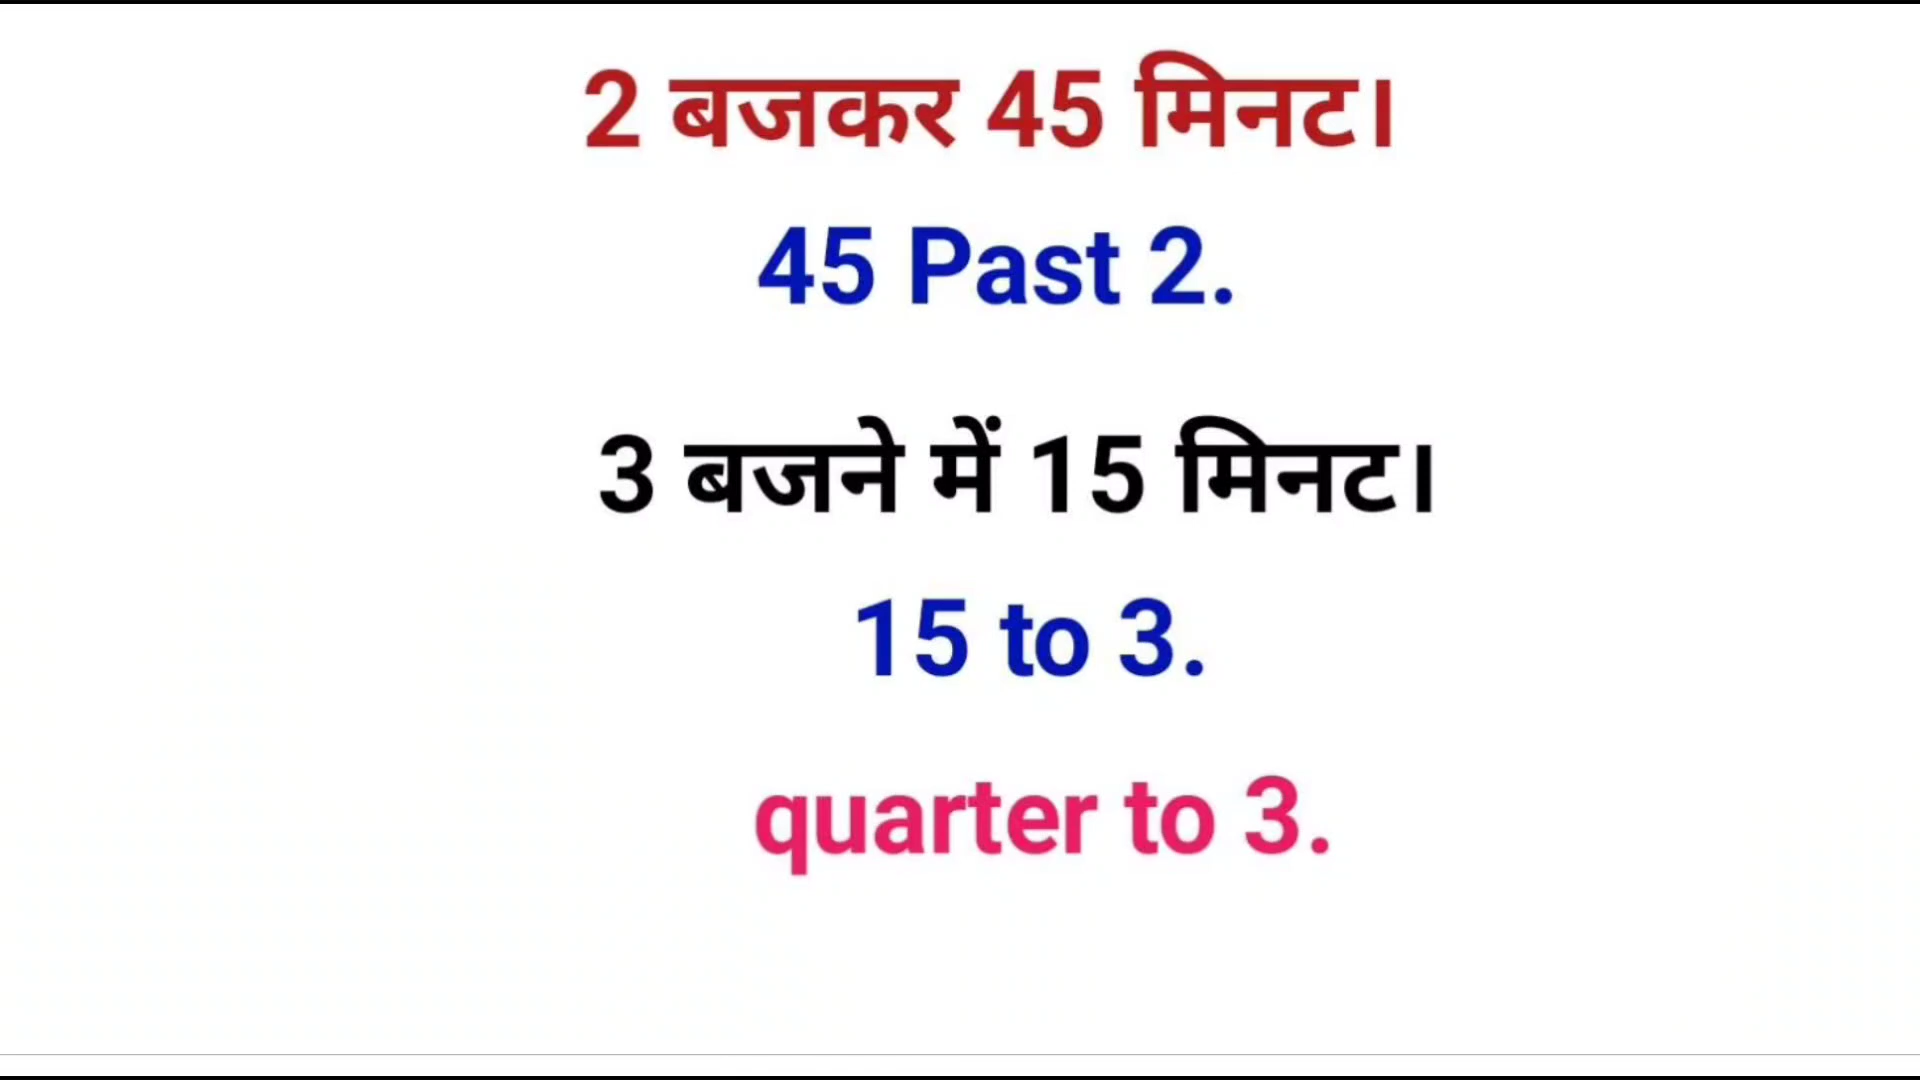 2 बजकर 45 मिनट।
45 Past 2.
3 बजने में 15 मिनट।
15 to 3.
quarter to 3.